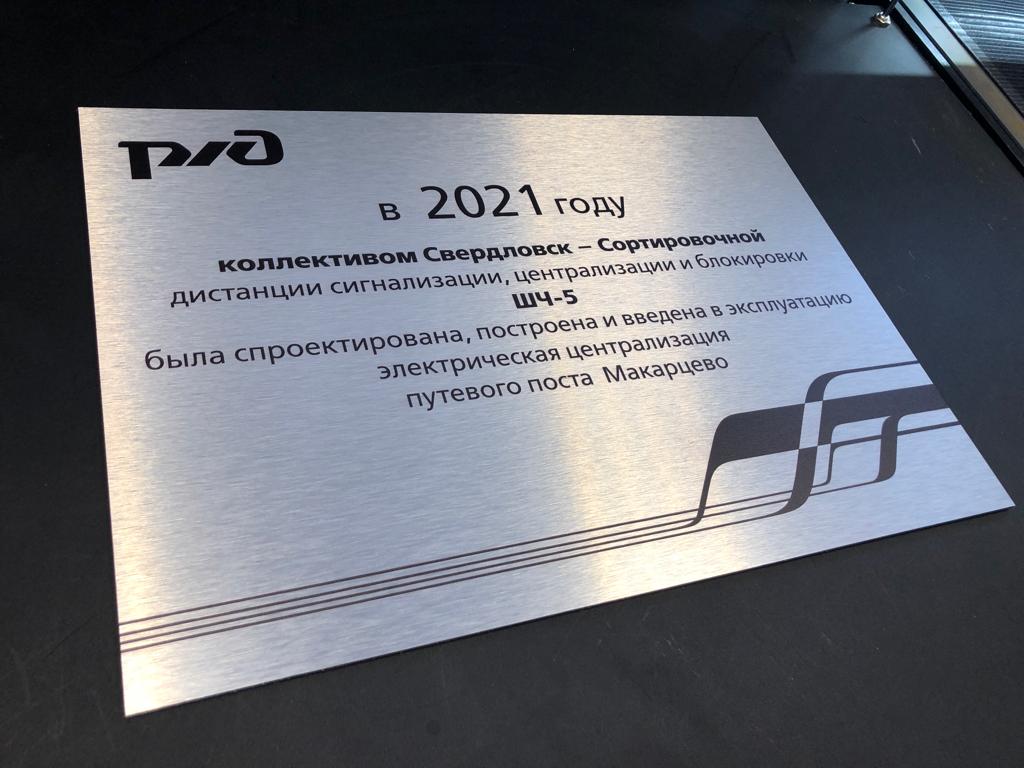 РЖД
в 2021 году
коллективом Свердловск – Сортировочной
дистанции сигнализации, централизации и блокировки
ШЧ-5
была спроектирована, построена и введена в эксплуатацию
электрическая централизация
путевого поста Макарцево